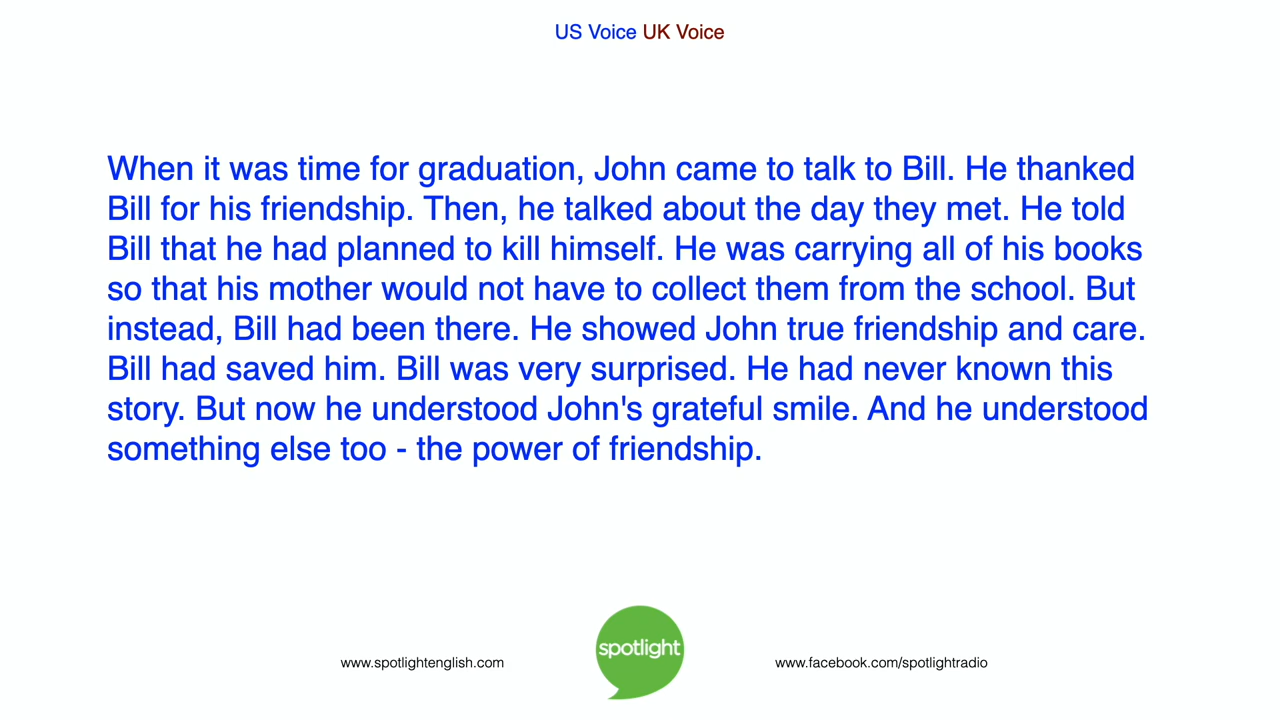 US Voice UK Voice
When it was time for graduation, John came to talk to Bill. He thanked
Bill for his friendship. Then, he talked about the day they met. He told
Bill that he had planned to kill himself. He was carrying all of his books
so that his mother would not have to collect them from the school. But
instead, Bill had been there. He showed John true friendship and care.
Bill had saved him. Bill was very surprised. He had never known this
story. But now he understood John's grateful smile. And he understood
something else too - the power of friendship.
spotlight
www.spotlightenglish.com
www.facebook.com/spotlightradio